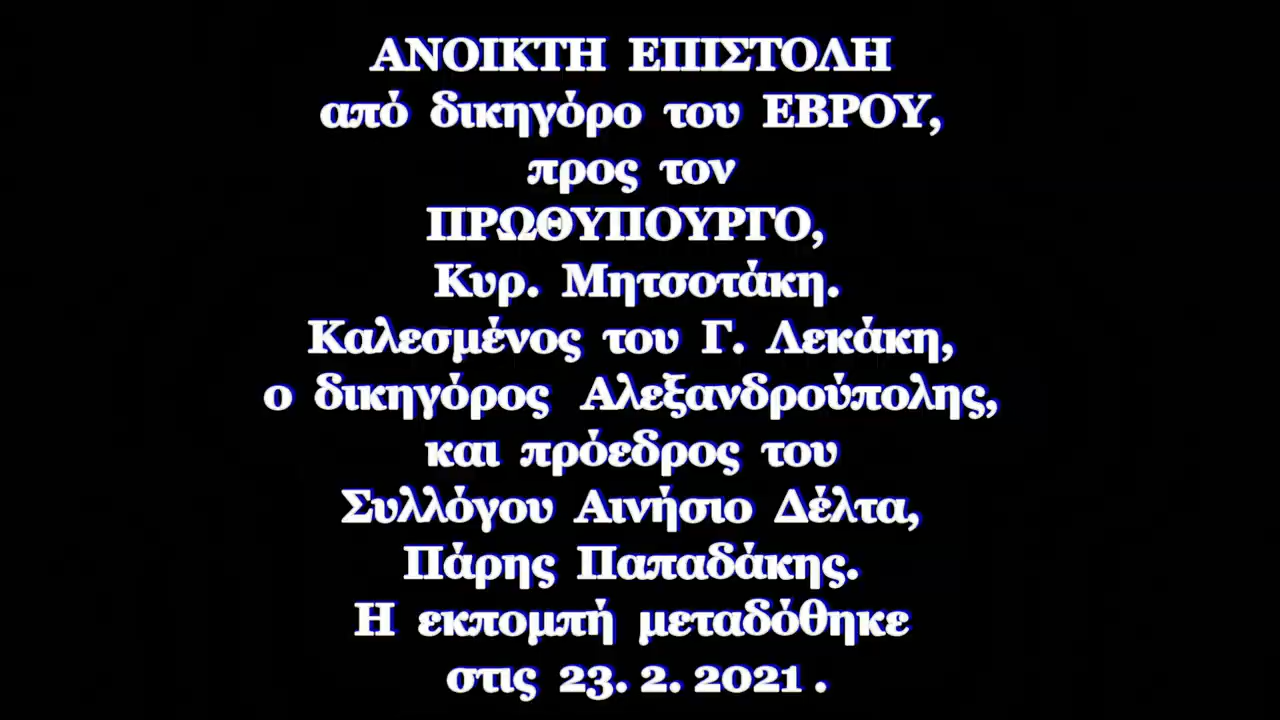 ΑΝΟΙΚΤΗ ΕΠΙΣΤΟΛΗ
από δικηγόρο του ΕΒΡΟΥ,
προς τον
ΠΡΩΘΥΠΟΥΡΓΟ,
Κυρ. Μητσοτάκη.
Καλεσμένος του Γ. Λεκάκη,
ο δικηγόρος Αλεξανδρούπολης,
και πρόεδρος του
Συλλόγου Αινήσιο Δέλτα,
Πάρης Παπαδάκης.
Η εκπομπή μεταδόθηκε
στις 23. 2. 2021 .